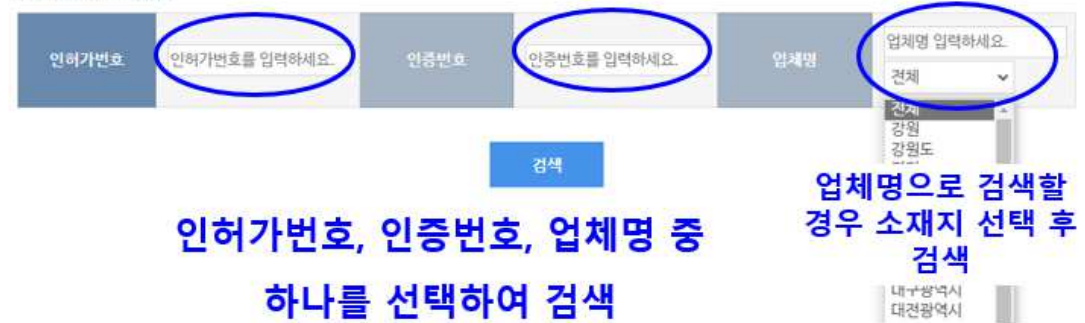 인허가번호 인허가번호를 입력하세요. 인증번호 인증번호를 입력하세요. 업체명 업체명 입력하세요.
전체
전체
강원
강원도
검색
인허가번호, 인증번호, 업체명 중
하나를 선택하여 검색
업체명으로 검색할
경우 소재지 선택 후
검색
대구광역시
대전광역시